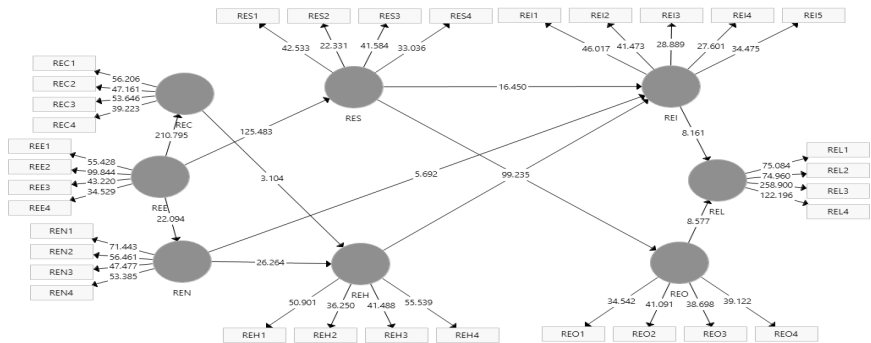 RES1 RES2 RES3 RES4 REI1 REI2 REI3 REI4 REI5
42.533 22.331 41.584 33.036 46.017 41.473 28.889 27.601 34.475
REC1
REC2
REC3
REC4
56.206
47.161
53.646
39.223
REC
RES
16.450
REI
210.795
125.483
8.161
REE1
REE2
REE3
REE4
55.428
99.844
43.220
34.529
REE
3.104
5.692
99.235
REL
75.084
74.960
258.900
122.196
REL1
REL2
REL3
REL4
22.094
8.577
REN1
REN2
REN3
REN4
71.443
56.461
47.477
53.385
REN
26.264
REH
REO
50.901 36.250 41.488 55.539
34.542 41.091 38.698 39.122
REH1 REH2 REH3 REH4
REO1 REO2 REO3 REO4